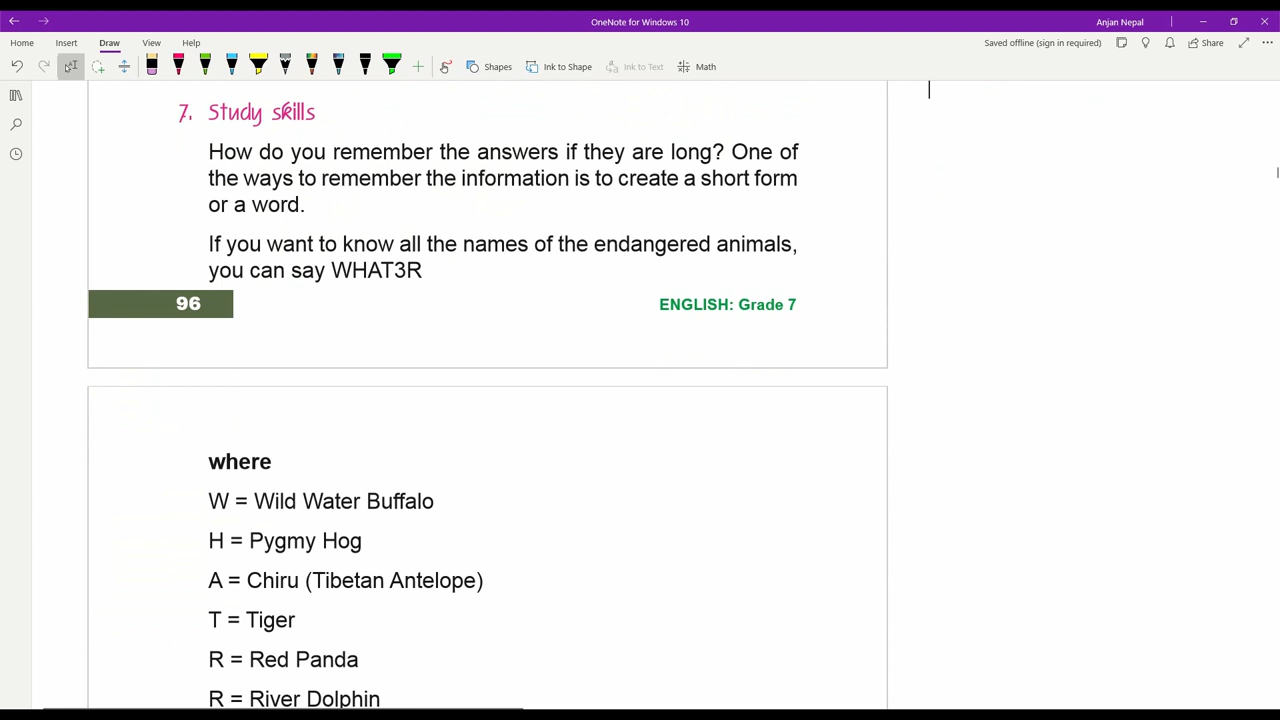 OneNote for Windows 10
Anjan Nepal
Home Insert Draw View Help
Saved offline (sign in required)
Share
Shapes
Ink to Shape
Ink to Text
Math
7. Study skills
How do you remember the answers if they are long? One of
the ways to remember the information is to create a short form
or a word.
If you want to know all the names of the endangered animals,
you can say WHAT3R
96
ENGLISH: Grade 7
where
W = Wild Water Buffalo
H = Pygmy Hog
A = Chiru (Tibetan Antelope)
T = Tiger
R = Red Panda
R = River Dolphin